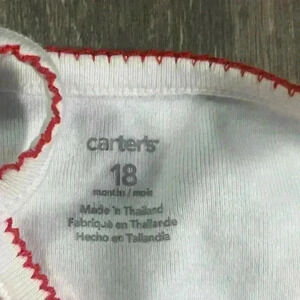 carter's
18
months / mois
Made in Thailand
Fabriqué en Thaïlande
Hecho en Tailandia